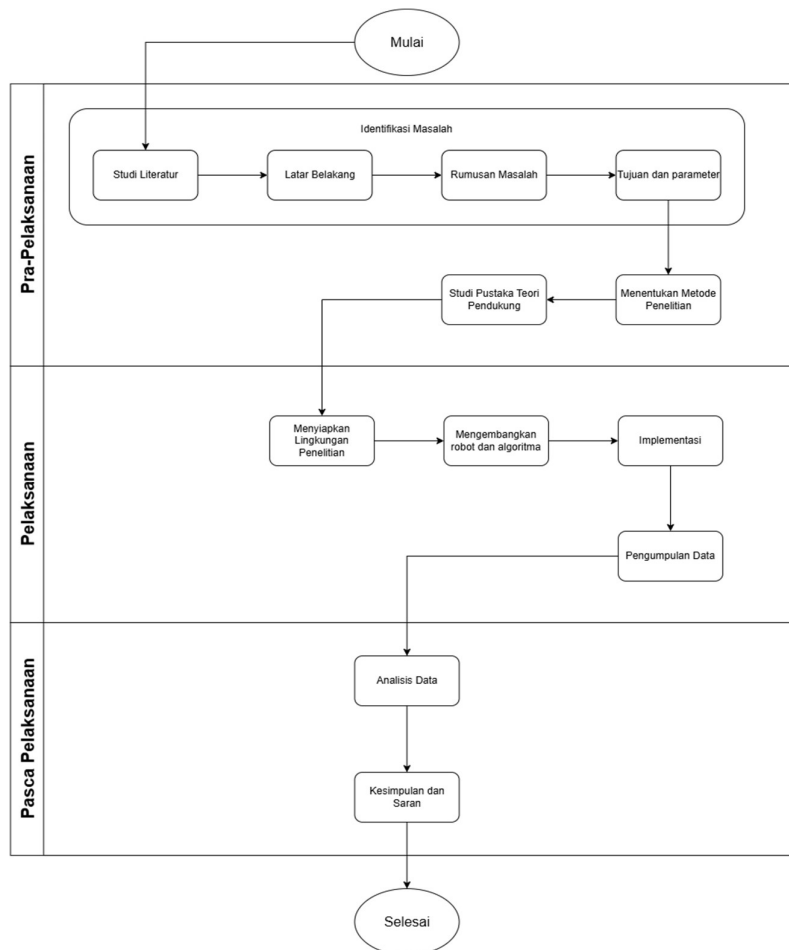 Mulai
Pra-Pelaksanaan
Identifikasi Masalah
Studi Literatur
Latar Belakang
Rumusan Masalah
Tujuan dan parameter
Menentukan Metode
Penelitian
Studi Pustaka Teori
Pendukung
Pelaksanaan
Menyiapkan
Lingkungan
Penelitian
Mengembangkan
robot dan algoritma
Implementasi
Pengumpulan Data
Pasca Pelaksanaan
Analisis Data
Kesimpulan dan
Saran
Selesai